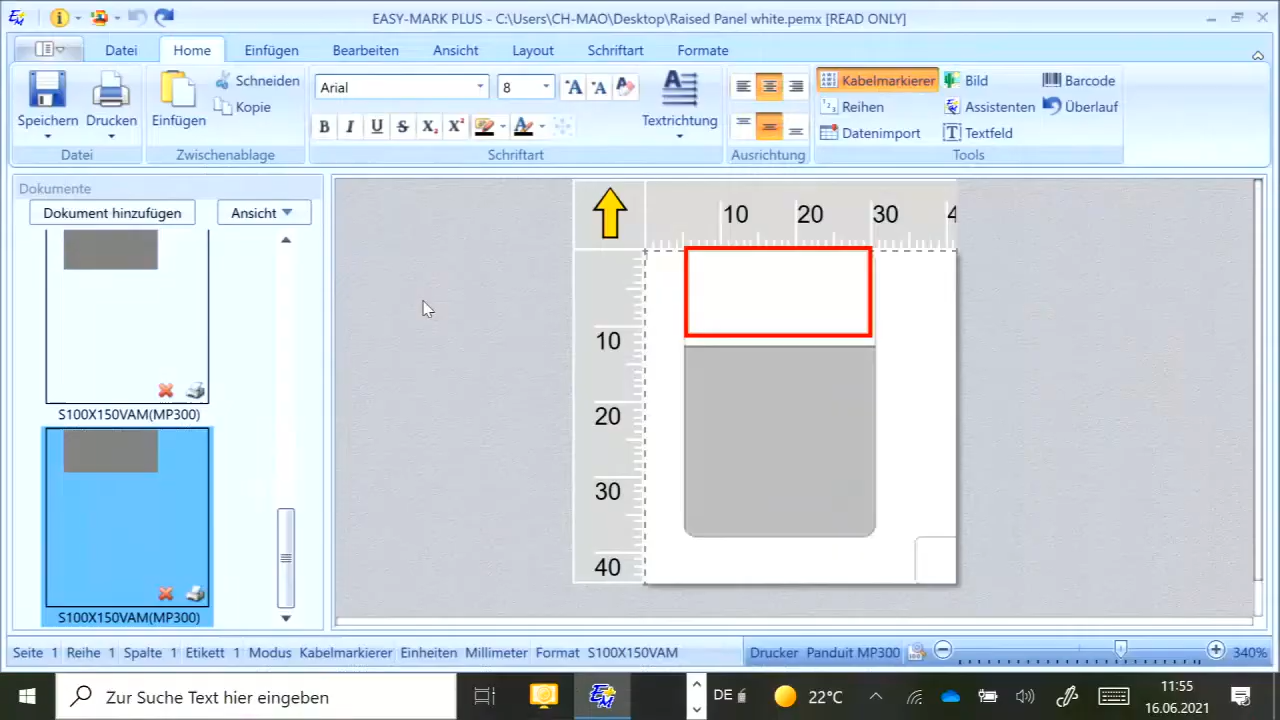 EASY-MARK PLUS - C:\Users\CH-MAO\Desktop\Raised Panel white.pemx [READ ONLY]
Datei Home Einfügen Bearbeiten Ansicht Layout Schriftart Formate
Speichern Drucken
Datei
Einfügen
Schneiden
Kopie
Zwischenablage
Arial 8
B I U S X₂ X²
Textrichtung
Schriftart
Ausrichtung
Kabelmarkierer Bild Barcode
Reihen Assistenten Überlauf
Datenimport Textfeld
Tools
Dokumente
Dokument hinzufügen Ansicht
S100X150VAM(MP300)
S100X150VAM(MP300)
10 20 30 4
10
20
30
40
Seite 1 Reihe 1 Spalte 1 Etikett 1 Modus Kabelmarkierer Einheiten Millimeter Format S100X150VAM Drucker Panduit MP300 340%
Zur Suche Text hier eingeben
DE
22°C
11:55
16.06.2021